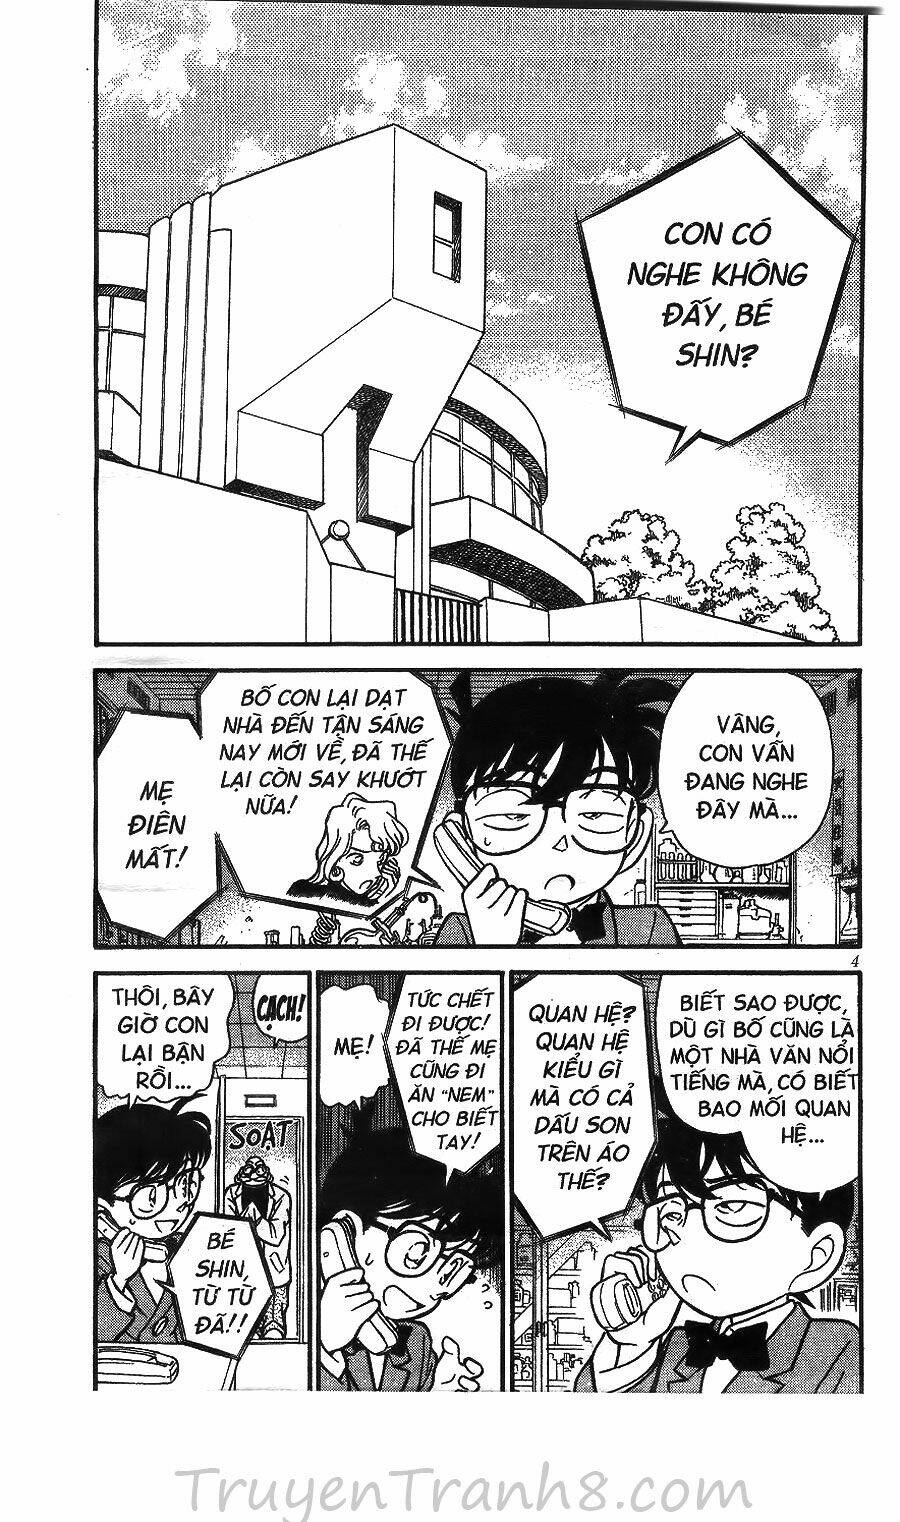 CON CÓ
NGHE KHÔNG
ĐẤY, BÉ
SHIN?
VÂNG,
CON VẪN
ĐANG NGHE
ĐÂY MÀ...
BỐ CON LẠI DẠT
NHÀ ĐẾN TẬN SÁNG
NAY MỚI VỀ, ĐÃ THẾ
LẠI CÒN SAY KHƯỚT
NỮA!
MẸ
ĐIÊN
MẤT!
4
BIẾT SAO ĐƯỢC,
DÙ GÌ BỐ CŨNG LÀ
MỘT NHÀ VĂN NỔI
TIẾNG MÀ, CÓ BIẾT
BAO MỐI QUAN
HỆ...
QUAN HỆ?
QUAN HỆ
KIỂU GÌ
MÀ CÓ CẢ
DẤU SON
TRÊN ÁO
THẾ?
TỨC CHẾT
ĐI ĐƯỢC!
ĐÃ THẾ MẸ
CŨNG ĐI
ĂN "NEM"
CHO BIẾT
TAY!
MẸ!
CẠCH!
THÔI, BÂY
GIỜ CON
LẠI BẬN
RỒI...
SOẠT
BÉ
SHIN,
TỪ TỪ
ĐÃ!!
TruyenTranh8.com